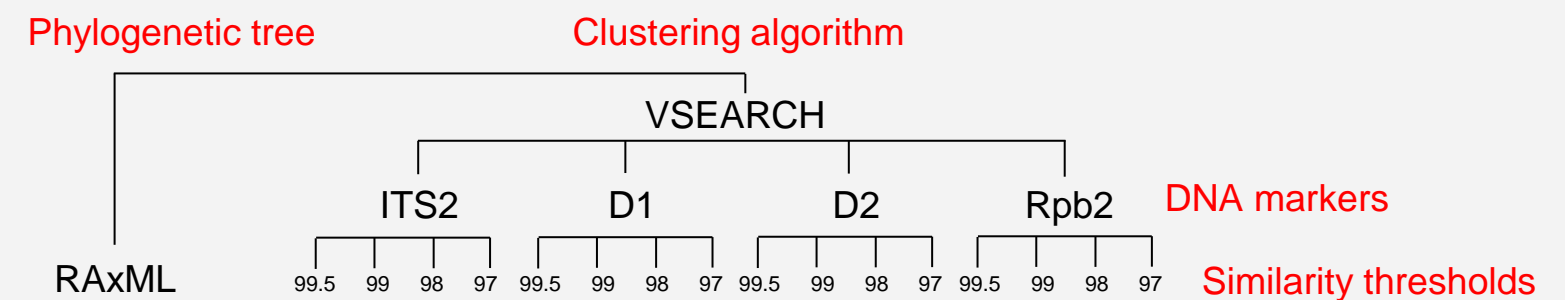 Phylogenetic tree
Clustering algorithm
VSEARCH
ITS2 D1 D2 Rpb2 DNA markers
RAxML 99.5 99 98 97 99.5 99 98 97 99.5 99 98 97 99.5 99 98 97 Similarity thresholds